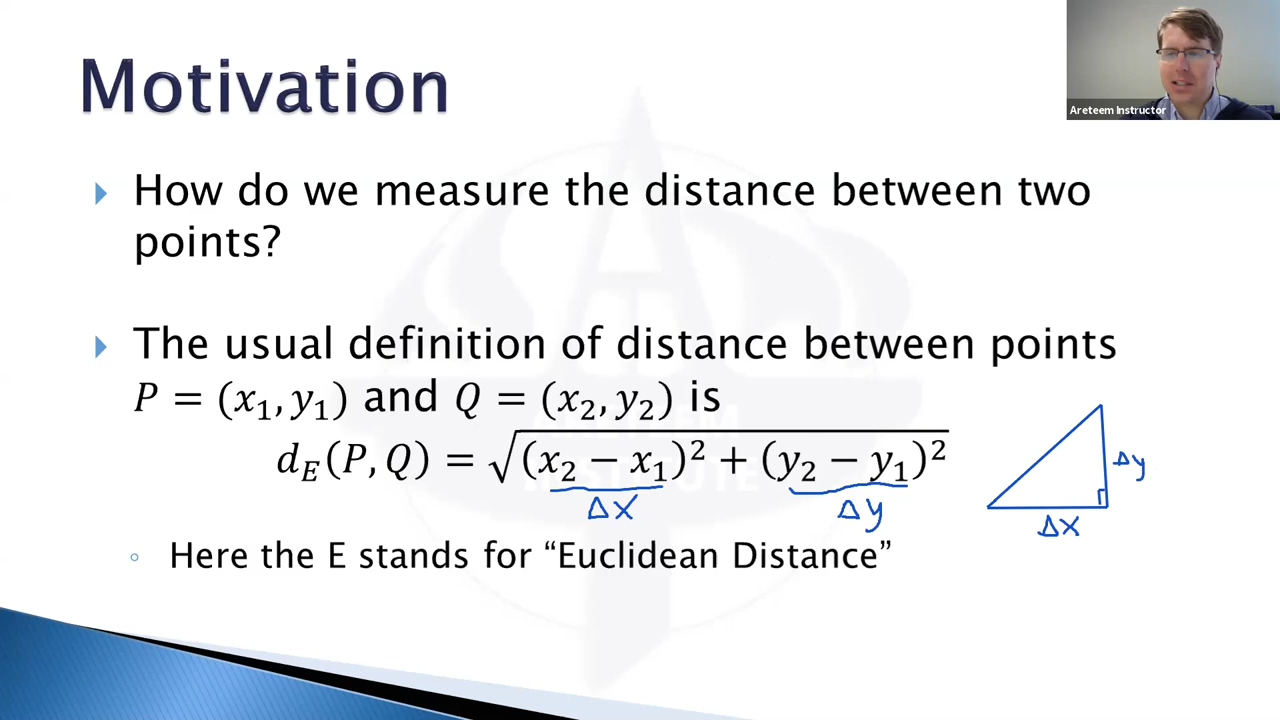 Motivation
Areteem Instructor
How do we measure the distance between two
points?
The usual definition of distance between points
P = (x₁, y₁) and Q = (x₂, y₂) is
d_E(P, Q) = √((x₂ − x₁)² + (y₂ − y₁)²)
Δx Δy
Δy
Δx
Here the E stands for “Euclidean Distance”
ARETEEM
INSTITUTE